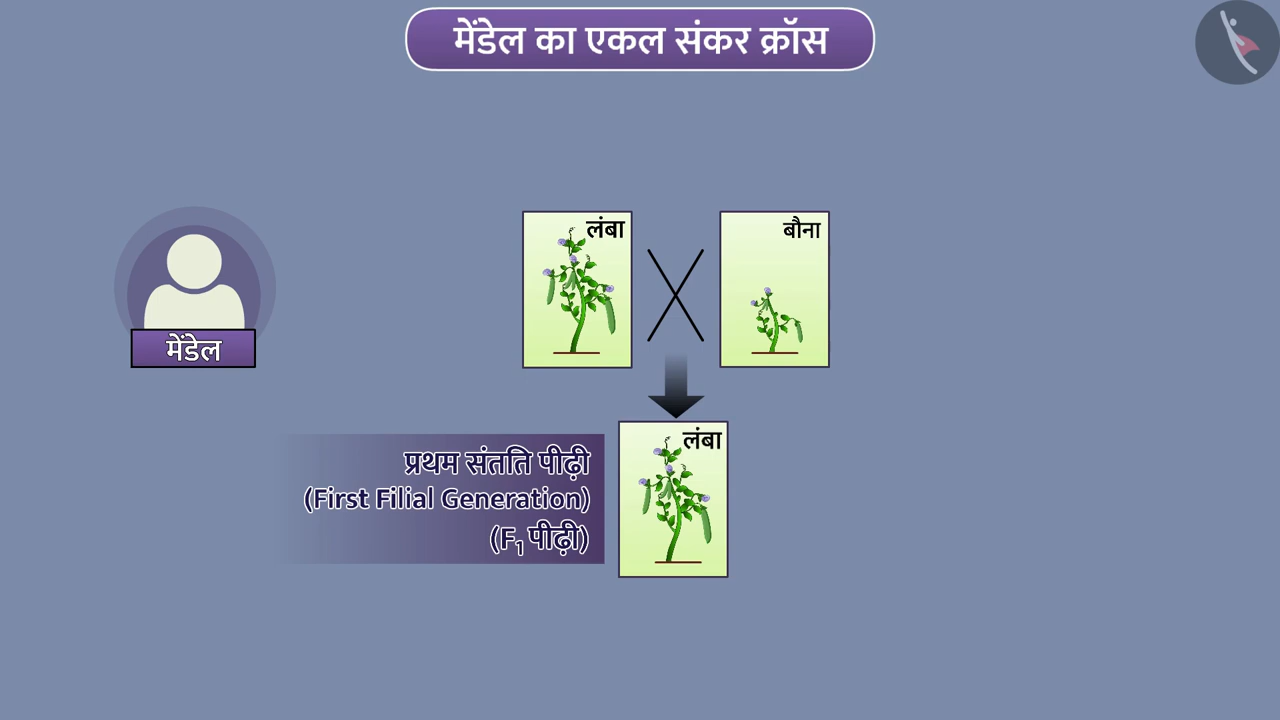 मेंडेल का एकल संकर क्रॉस
लंबा
बौना
मेंडेल
लंबा
प्रथम संतति पीढ़ी
(First Filial Generation)
(F₁ पीढ़ी)